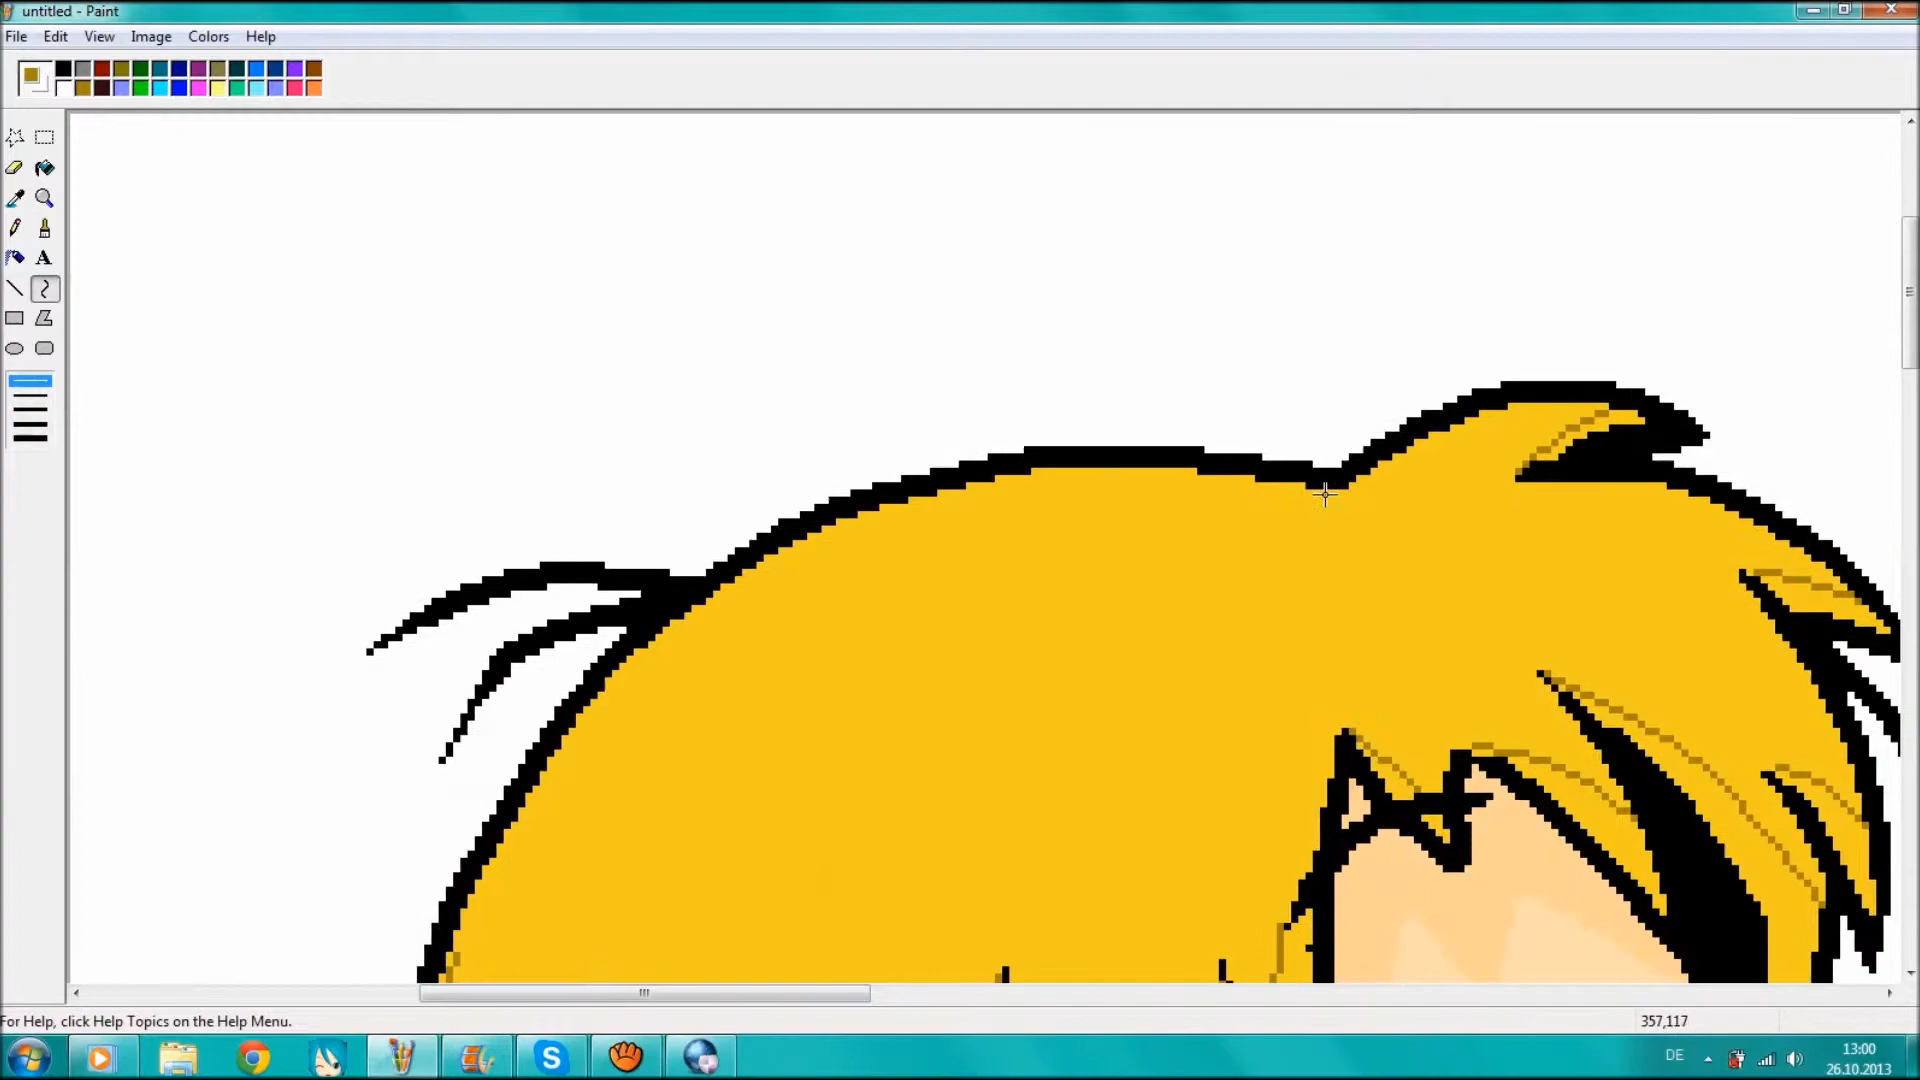 untitled - Paint
File Edit View Image Colors Help
A
For Help, click Help Topics on the Help Menu.
357,117
DE
13:00
26.10.2013